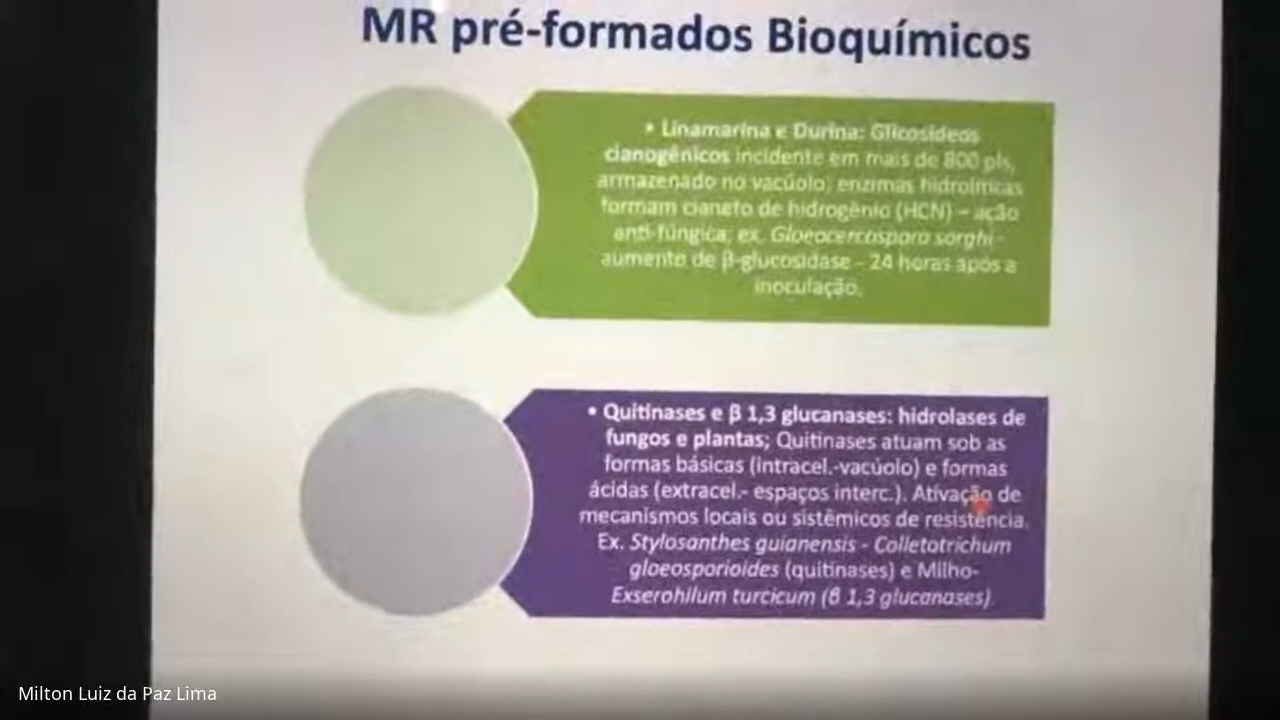 MR pré-formados Bioquímicos
• Linamarina e Durina: Glicosídeos
cianogênicos incidente em mais de 800 pls,
armazenado no vacúolo; enzimas hidrolíticas
formam cianeto de hidrogênio (HCN) – ação
anti-fúngica; ex. Gloeocercospora sorghi -
aumento de β-glucosidase - 24 horas após a
inoculação.
• Quitinases e β 1,3 glucanases: hidrolases de
fungos e plantas; Quitinases atuam sob as
formas básicas (intracel.-vacúolo) e formas
ácidas (extracel.- espaços interc.). Ativação de
mecanismos locais ou sistêmicos de resistência.
Ex. Stylosanthes guianensis - Colletotrichum
gloeosporioides (quitinases) e Milho-
Exserohilum turcicum (β 1,3 glucanases).
Milton Luiz da Paz Lima